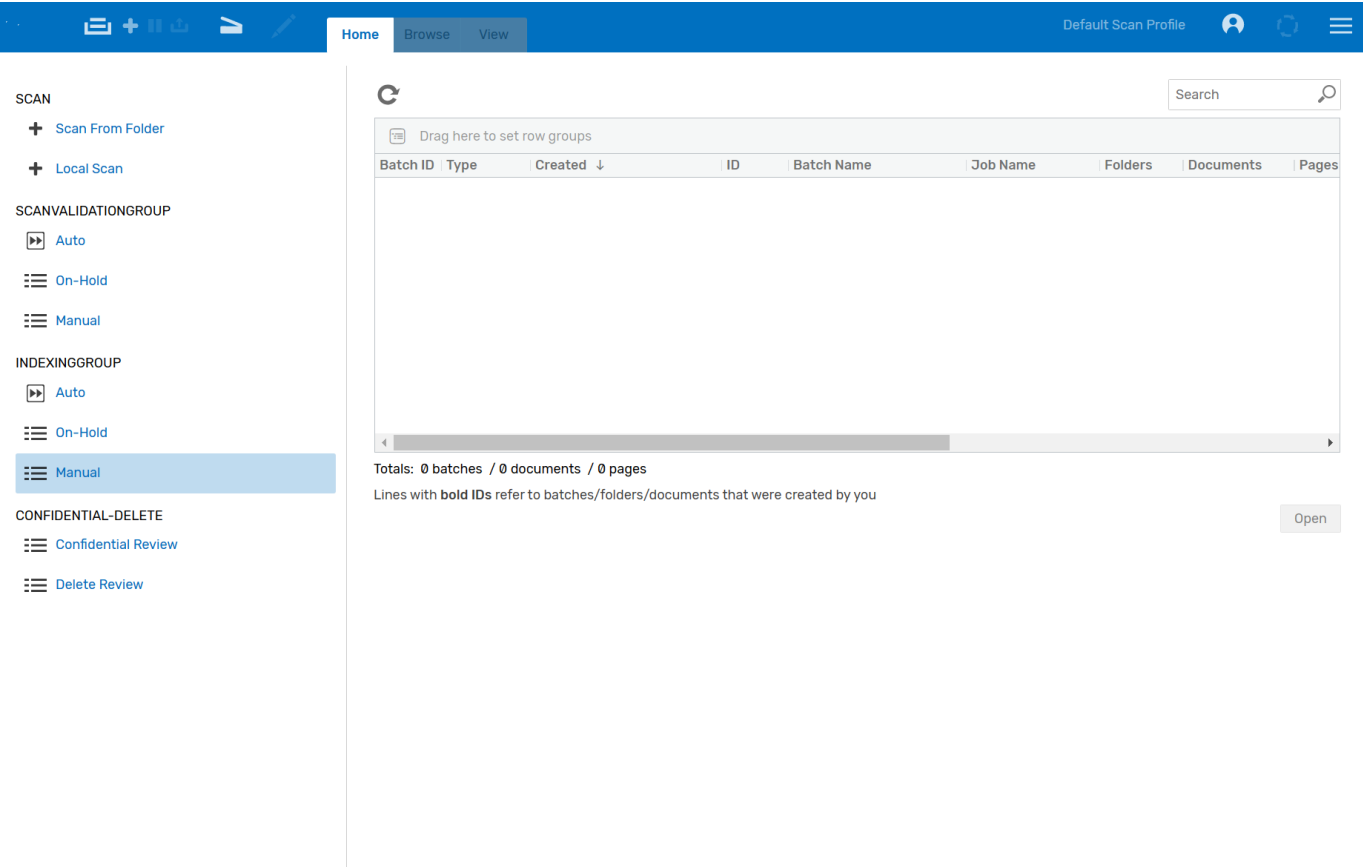 Home Browse View Default Scan Profile
SCAN
Scan From Folder
Local Scan
SCANVALIDATIONGROUP
Auto
On-Hold
Manual
INDEXINGGROUP
Auto
On-Hold
Manual
CONFIDENTIAL-DELETE
Confidential Review
Delete Review
Search
Drag here to set row groups
Batch ID Type Created ↓ ID Batch Name Job Name Folders Documents Pages
Totals: 0 batches / 0 documents / 0 pages
Lines with bold IDs refer to batches/folders/documents that were created by you
Open